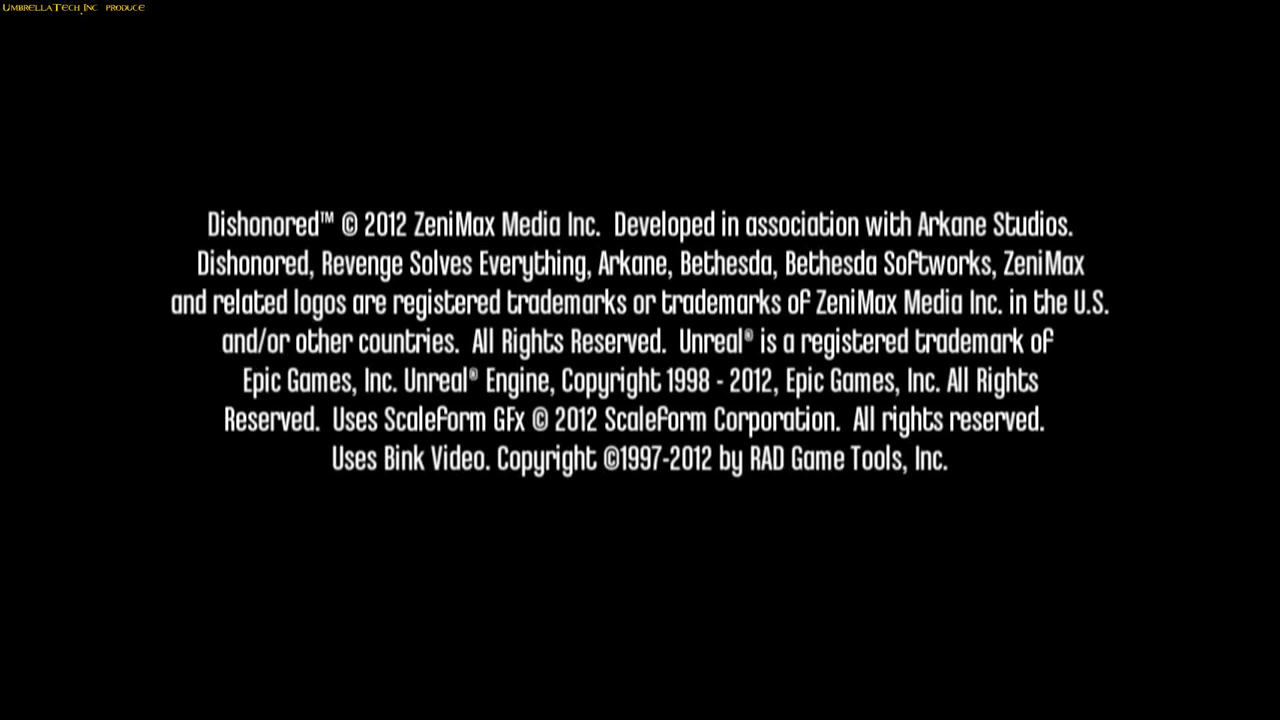 UmbrellaTech.Inc produce
Dishonored™ © 2012 ZeniMax Media Inc. Developed in association with Arkane Studios.
Dishonored, Revenge Solves Everything, Arkane, Bethesda, Bethesda Softworks, ZeniMax
and related logos are registered trademarks or trademarks of ZeniMax Media Inc. in the U.S.
and/or other countries. All Rights Reserved. Unreal® is a registered trademark of
Epic Games, Inc. Unreal® Engine, Copyright 1998 - 2012, Epic Games, Inc. All Rights
Reserved. Uses Scaleform GFx © 2012 Scaleform Corporation. All rights reserved.
Uses Bink Video. Copyright ©1997-2012 by RAD Game Tools, Inc.